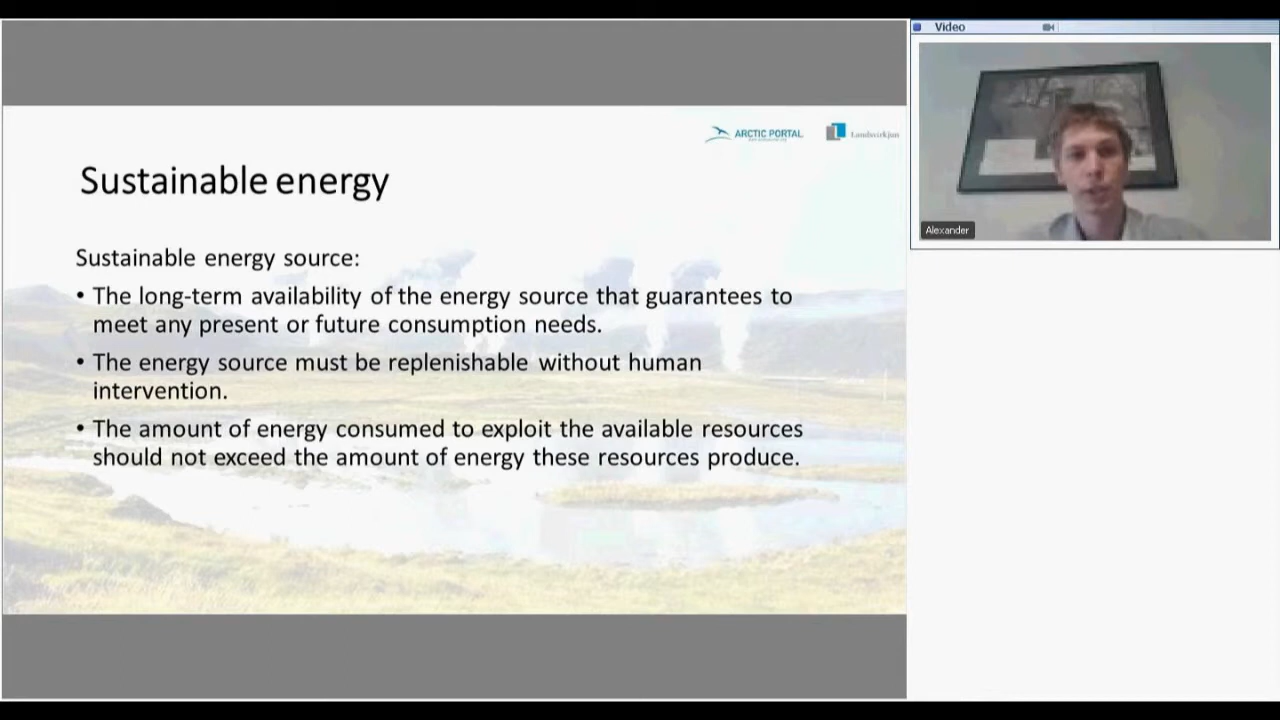 Video
ARCTIC PORTAL
Landsvirkjun
Sustainable energy
Sustainable energy source:
• The long-term availability of the energy source that guarantees to
meet any present or future consumption needs.
• The energy source must be replenishable without human
intervention.
• The amount of energy consumed to exploit the available resources
should not exceed the amount of energy these resources produce.
Alexander